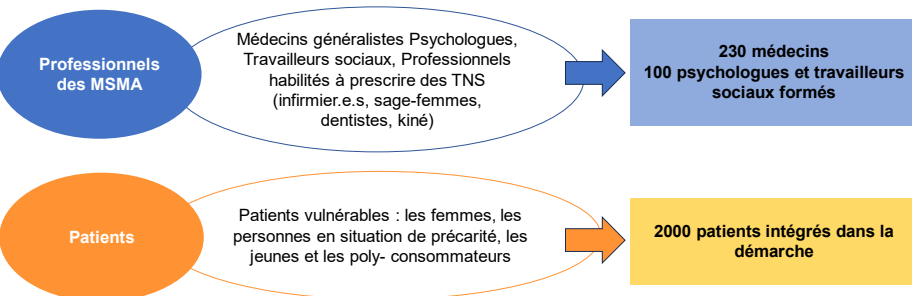 Professionnels
des MSMA
Médecins généralistes Psychologues,
Travailleurs sociaux, Professionnels
habilités à prescrire des TNS
(infirmier.e.s, sage-femmes,
dentistes, kiné)
230 médecins
100 psychologues et travailleurs
sociaux formés
Patients
Patients vulnérables : les femmes, les
personnes en situation de précarité, les
jeunes et les poly- consommateurs
2000 patients intégrés dans la
démarche